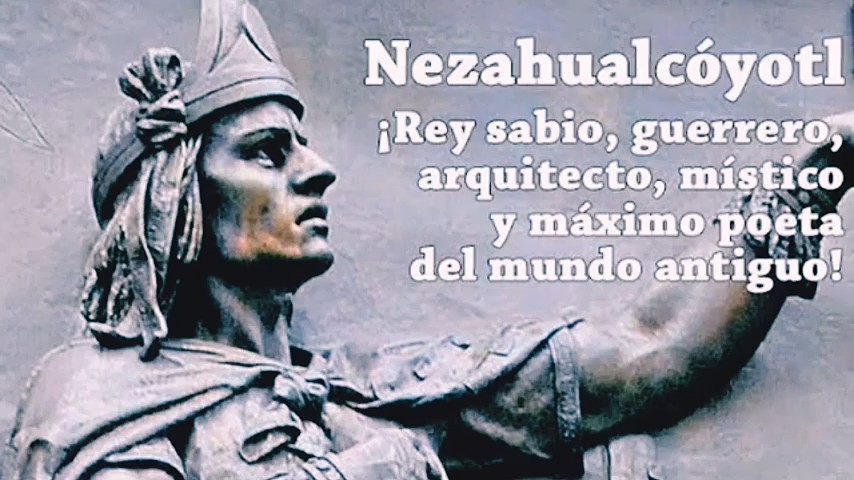 Nezahualcóyotl
¡Rey sabio, guerrero,
arquitecto, místico
y máximo poeta
del mundo antiguo!